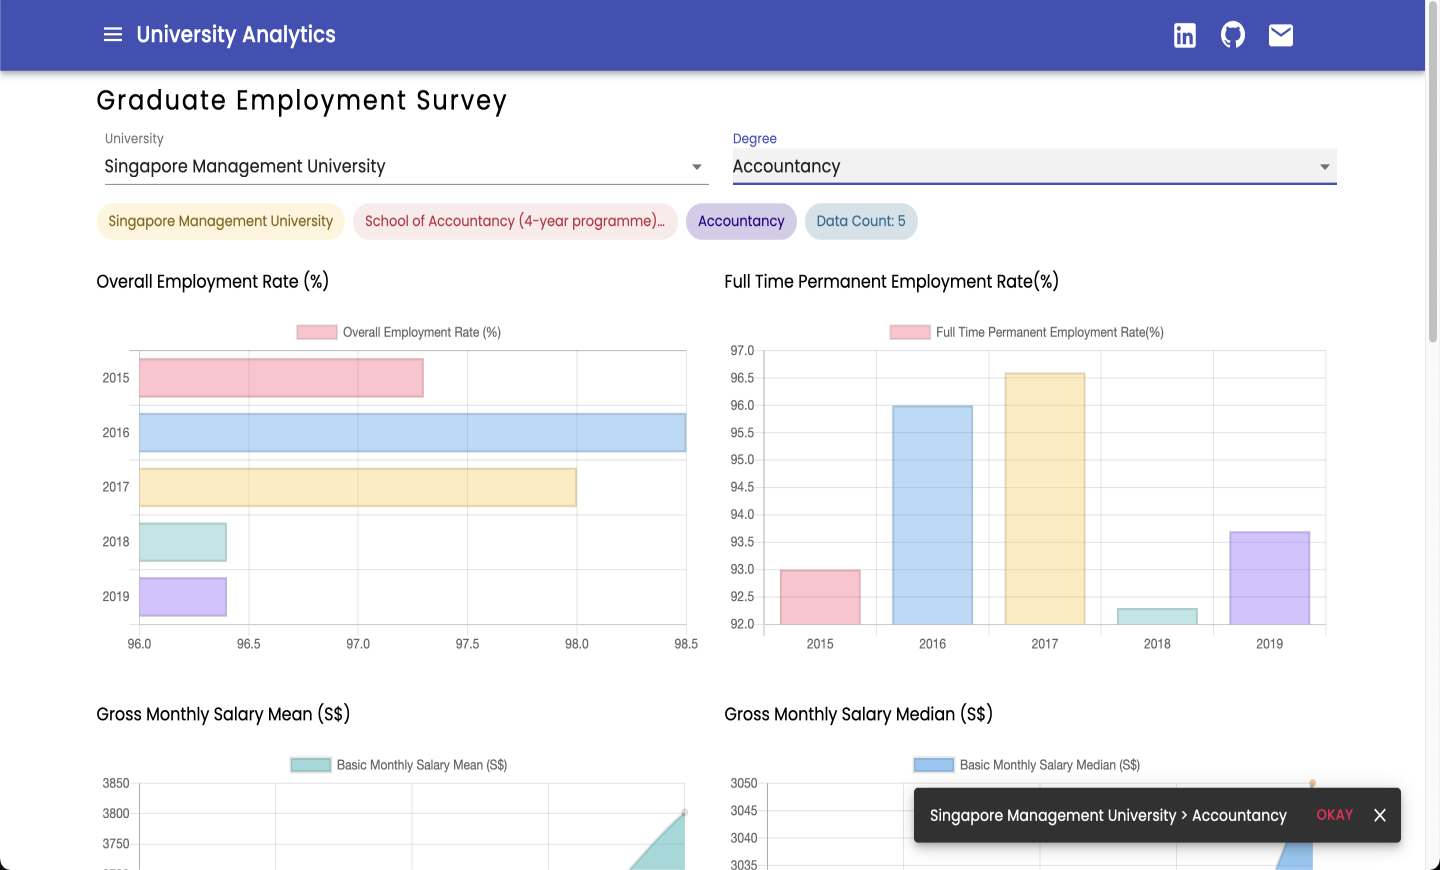 University Analytics
Graduate Employment Survey
University
Singapore Management University
Degree
Accountancy
Singapore Management University
School of Accountancy (4-year programme)...
Accountancy
Data Count: 5
Overall Employment Rate (%)
Overall Employment Rate (%)
2015
2016
2017
2018
2019
96.0 96.5 97.0 97.5 98.0 98.5
Full Time Permanent Employment Rate(%)
Full Time Permanent Employment Rate(%)
97.0
96.5
96.0
95.5
95.0
94.5
94.0
93.5
93.0
92.5
92.0
2015 2016 2017 2018 2019
Gross Monthly Salary Mean (S$)
Basic Monthly Salary Mean (S$)
3850
3800
3750
Gross Monthly Salary Median (S$)
Basic Monthly Salary Median (S$)
3050
3045
3040
3035
Singapore Management University > Accountancy OKAY